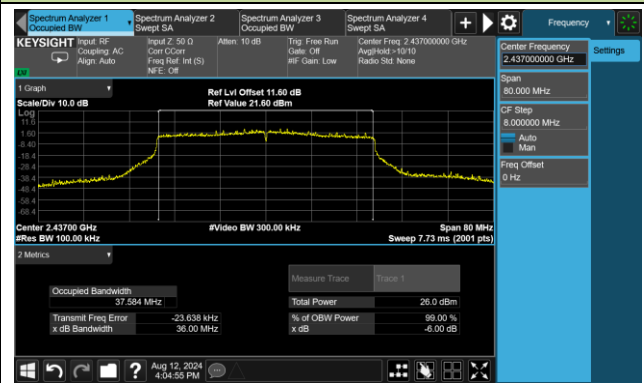 Spectrum Analyzer 1
Occupied BW
Spectrum Analyzer 2
Swept SA
Spectrum Analyzer 3
Occupied BW
Spectrum Analyzer 4
Swept SA
Frequency
KEYSIGHT
Input: RF
Coupling: AC
Align: Auto
Input Z: 50 Ω
Corr CCorr
Freq Ref: Int (S)
NFE: Off
Atten: 10 dB
Trig: Free Run
Gate: Off
#IF Gain: Low
Center Freq: 2.437000000 GHz
Avg|Hold:>10/10
Radio Std: None
Center Frequency
2.437000000 GHz
Settings
Span
80.000 MHz
CF Step
8.000000 MHz
Auto
Man
Freq Offset
0 Hz
1 Graph
Scale/Div 10.0 dB
Ref Lvl Offset 11.60 dB
Ref Value 21.60 dBm
Log
11.6
1.60
-8.40
-18.4
-28.4
-38.4
-48.4
-58.4
-68.4
Center 2.43700 GHz
#Video BW 300.00 kHz
Span 80 MHz
#Res BW 100.00 kHz
Sweep 7.73 ms (2001 pts)
2 Metrics
Measure Trace
Trace 1
Occupied Bandwidth
37.584 MHz
Total Power
26.0 dBm
Transmit Freq Error
-23.638 kHz
% of OBW Power
99.00 %
x dB Bandwidth
36.00 MHz
x dB
-6.00 dB
?
Aug 12, 2024
4:04:55 PM